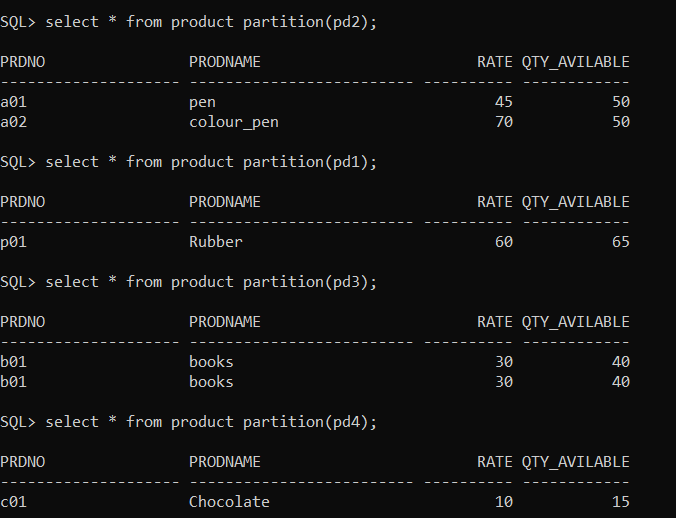 SQL> select * from product partition(pd2);
PRDNO                PRODNAME                        RATE QTY_AVILABLE
-------------------- ------------------------- ---------- ------------
a01                  pen                               45           50
a02                  colour_pen                        70           50
SQL> select * from product partition(pd1);
PRDNO                PRODNAME                        RATE QTY_AVILABLE
-------------------- ------------------------- ---------- ------------
p01                  Rubber                            60           65
SQL> select * from product partition(pd3);
PRDNO                PRODNAME                        RATE QTY_AVILABLE
-------------------- ------------------------- ---------- ------------
b01                  books                             30           40
b01                  books                             30           40
SQL> select * from product partition(pd4);
PRDNO                PRODNAME                        RATE QTY_AVILABLE
-------------------- ------------------------- ---------- ------------
c01                  Chocolate                         10           15